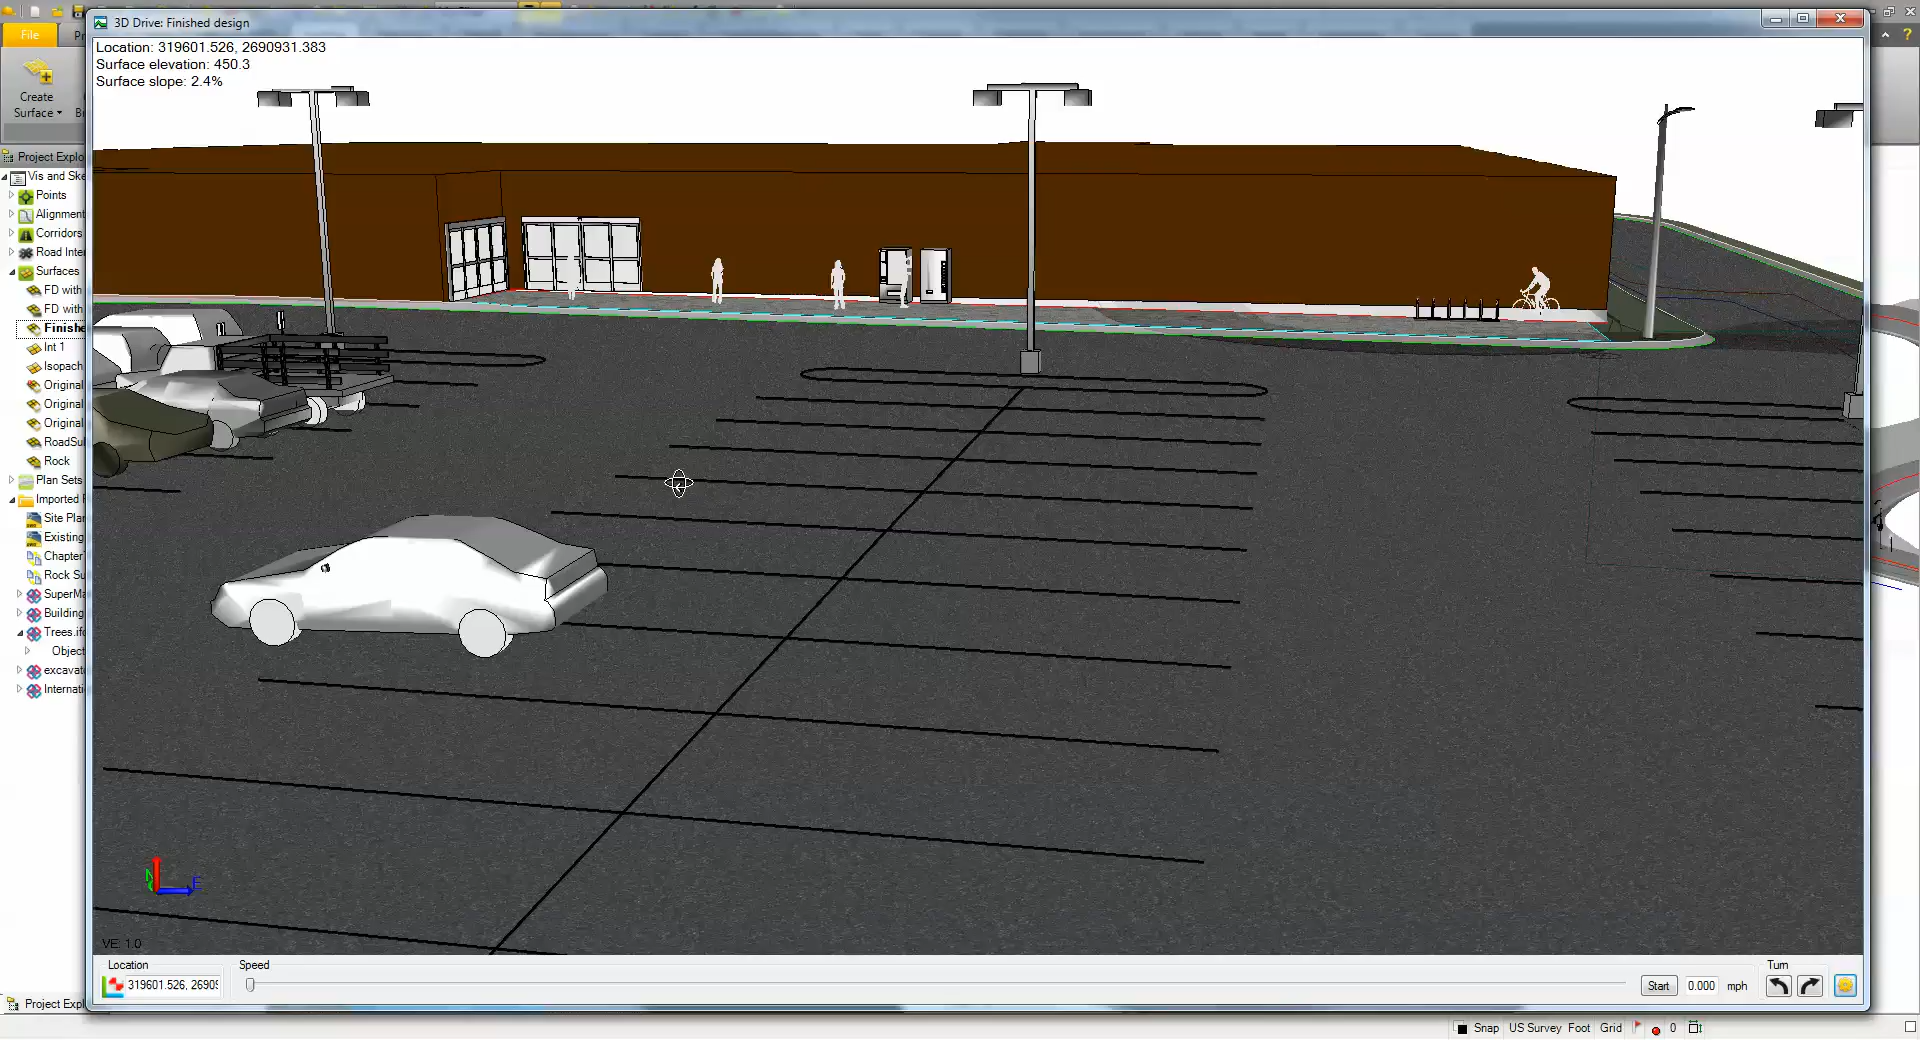 3D Drive: Finished design
File
Location: 319601.526, 2690931.383
Surface elevation: 450.3
Surface slope: 2.4%
Create
Surface
Project Explo
Vis and Ske
Points
Alignment
Corridors
Road Inte
Surfaces
FD with
FD with
Finishe
Int 1
Isopach
Original
Original
Original
RoadSu
Rock
Plan Sets
Imported F
Site Plan
Existing
Chapter
Rock Su
SuperMa
Building
Trees.ifc
Object
excavato
Internati
N
E
VE: 1.0
Location
Speed
Turn
319601.526, 26909
Start
0.000
mph
Project Expl
Snap
US Survey Foot
Grid
0